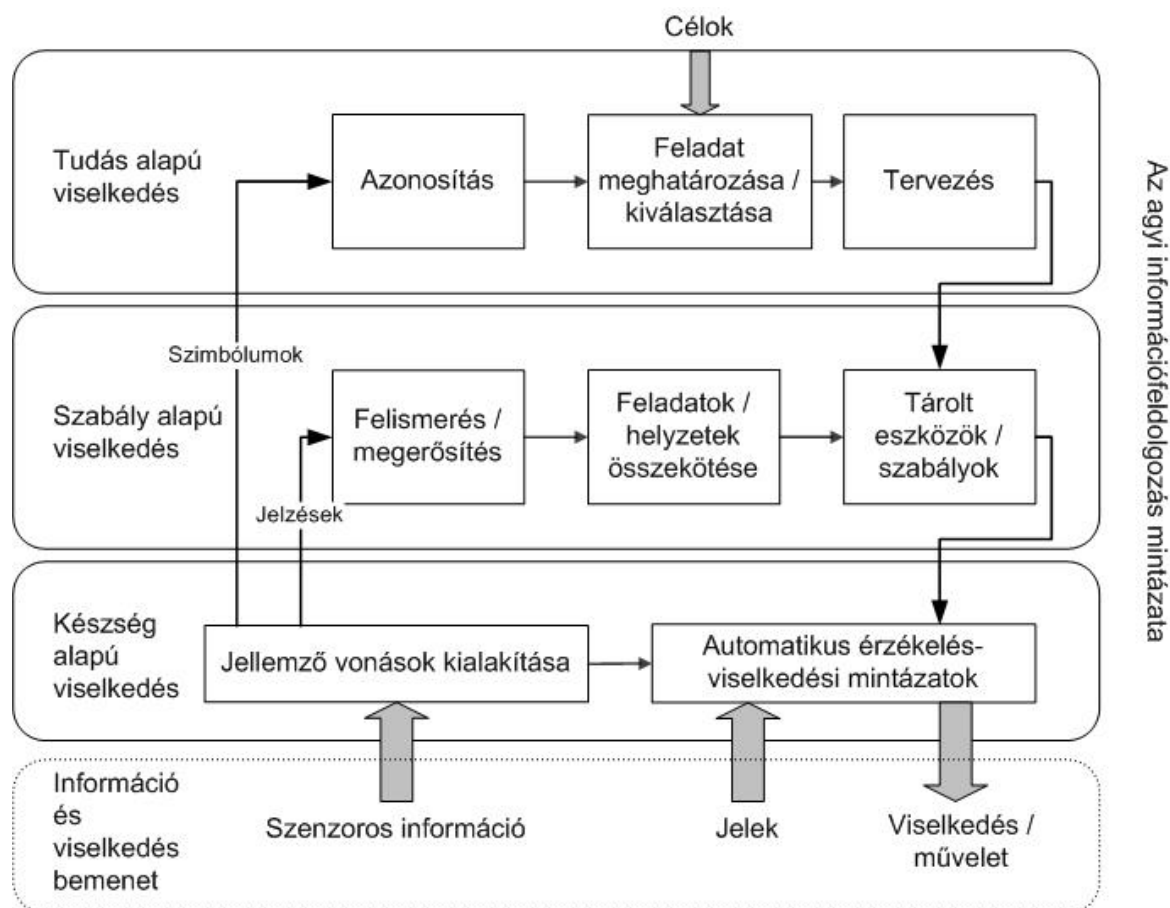 Célok
Tudás alapú
viselkedés
Azonosítás
Feladat
meghatározása /
kiválasztása
Tervezés
Szimbólumok
Szabály alapú
viselkedés
Felismerés /
megerősítés
Feladatok /
helyzetek
összekötése
Tárolt
eszközök /
szabályok
Jelzések
Készség
alapú
viselkedés
Jellemző vonások kialakítása
Automatikus érzékelés-
viselkedési mintázatok
Információ
és
viselkedés
bemenet
Szenzoros információ
Jelek
Viselkedés /
művelet
Az agyi információfeldolgozás mintázata